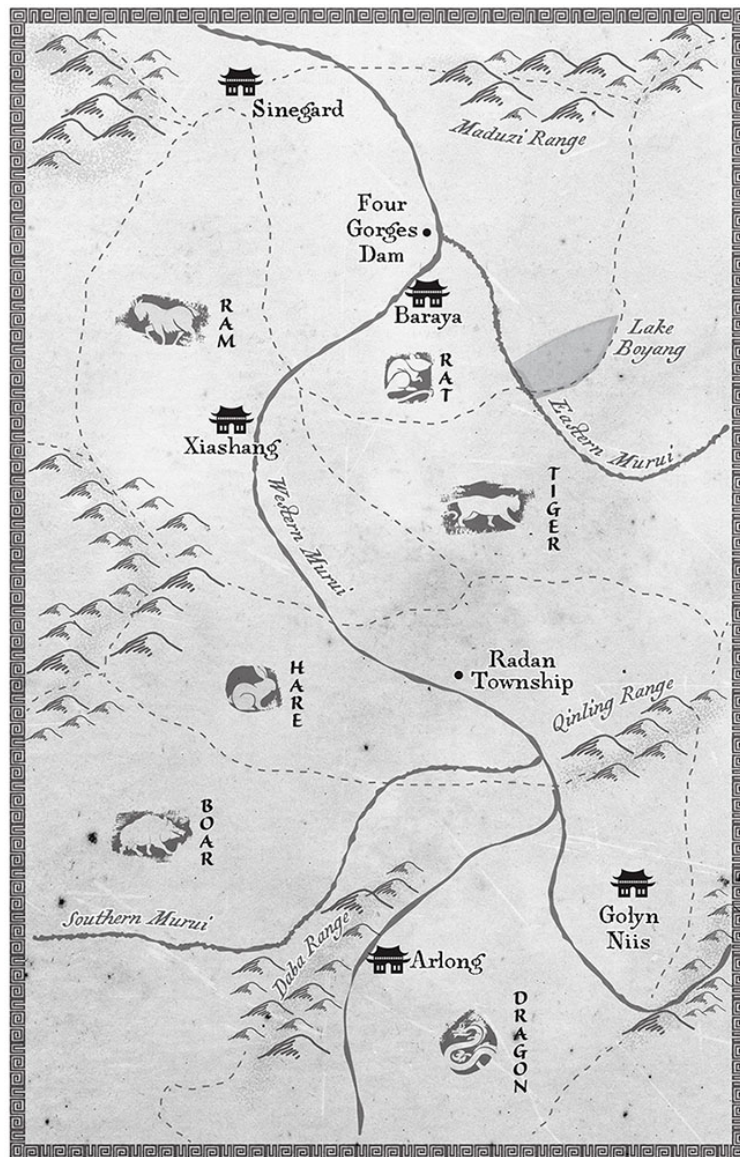 Sinegard
Maduzi Range
Four
Gorges
Dam
Baraya
RAM
RAT
Lake
Boyang
Xiashang
Eastern Murui
TIGER
Western Murui
Radan
Township
HARE
Qinling Range
BOAR
Golyn
Niis
Southern Murui
Daba Range
Arlong
DRAGON